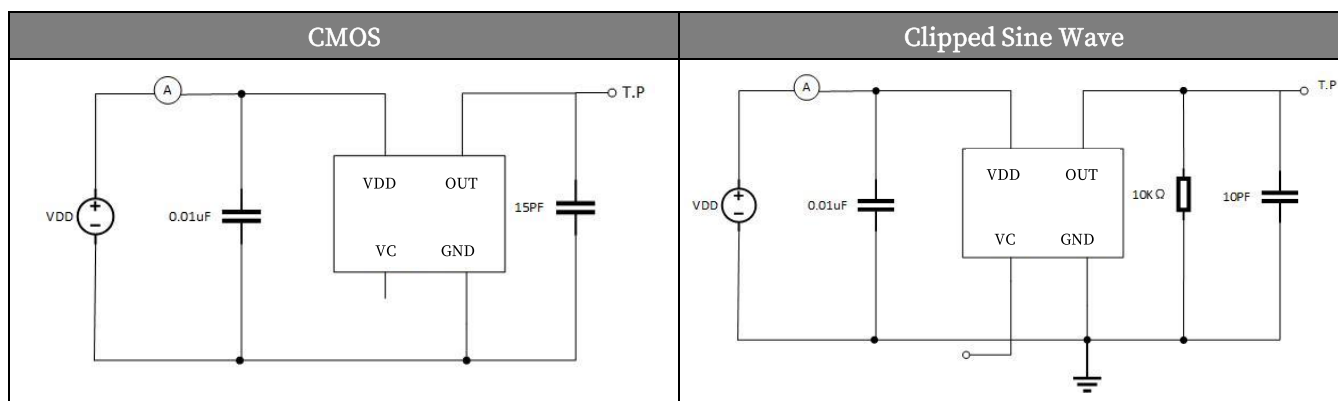 CMOS
Clipped Sine Wave
A
T.P
VDD
OUT
VDD
0.01uF
15PF
VC
GND
A
T.P
VDD
OUT
VDD
0.01uF
10KΩ
10PF
VC
GND